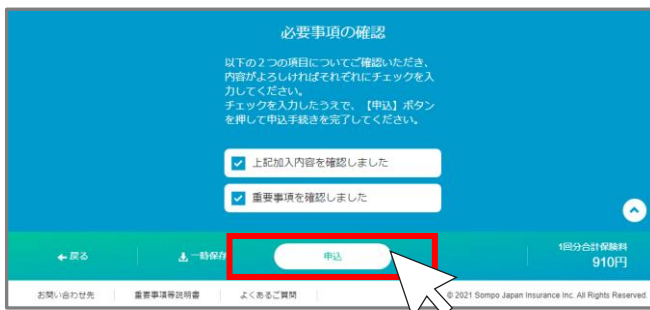 必要事項の確認
以下の2つの項目についてご確認いただき、
内容がよろしければそれぞれにチェックを入
力してください。
チェックを入力したうえで、【申込】ボタン
を押して申込手続きを完了してください。
上記加入内容を確認しました
重要事項を確認しました
戻る
一時保存
申込
1回分合計保険料
910円
お問い合わせ先
重要事項等説明書
よくあるご質問
© 2021 Sompo Japan Insurance Inc. All Rights Reserved.